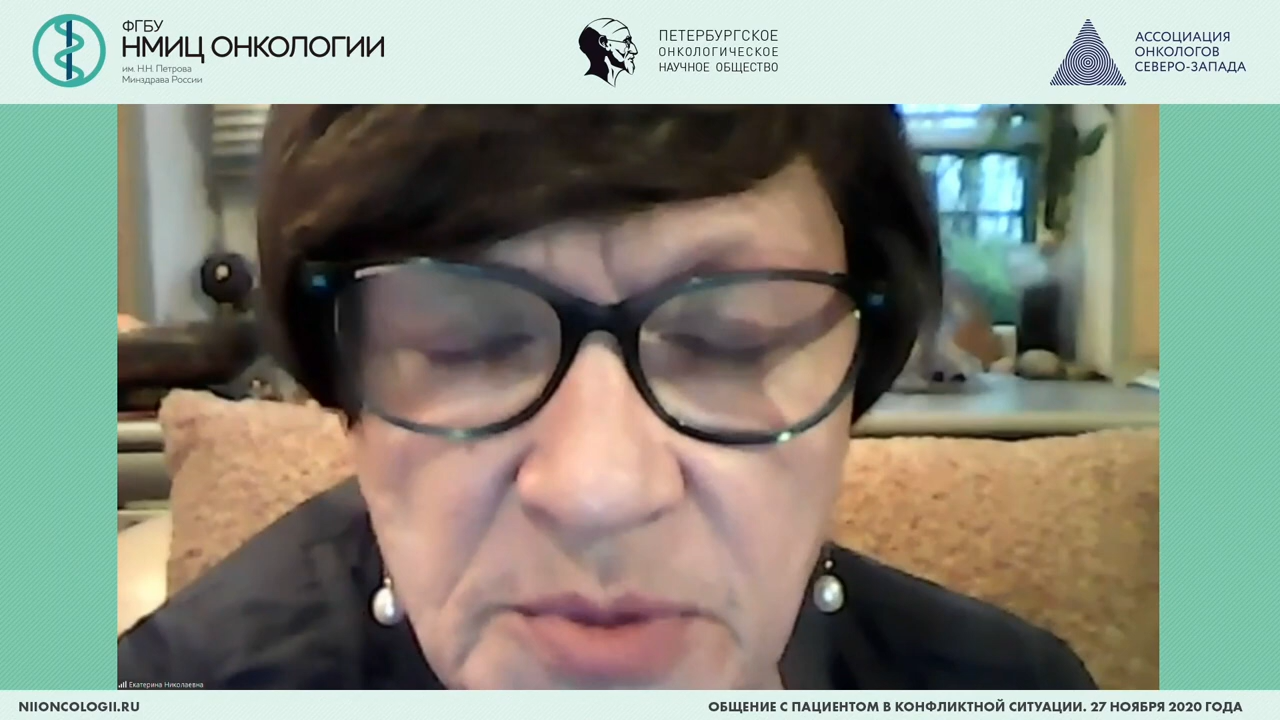 ФГБУ
НМИЦ ОНКОЛОГИИ
им. Н.Н. Петрова
Минздрава России
ПЕТЕРБУРГСКОЕ
ОНКОЛОГИЧЕСКОЕ
НАУЧНОЕ ОБЩЕСТВО
АССОЦИАЦИЯ
ОНКОЛОГОВ
СЕВЕРО-ЗАПАДА
Екатерина Николаевна
NIIONCOLOGII.RU
ОБЩЕНИЕ С ПАЦИЕНТОМ В КОНФЛИКТНОЙ СИТУАЦИИ. 27 НОЯБРЯ 2020 ГОДА